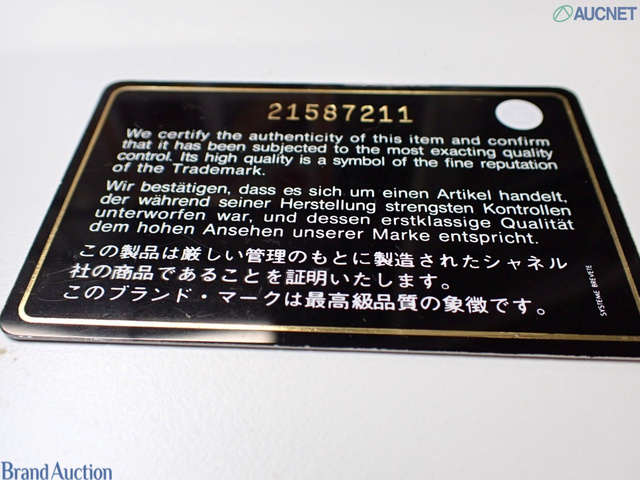 AUCNET
21587211
We certify the authenticity of this item and confirm
that it has been subjected to the most exacting quality
control. Its high quality is a symbol of the fine reputation
of the Trademark.
Wir bestätigen, dass es sich um einen Artikel handelt,
der während seiner Herstellung strengsten Kontrollen
unterworfen war, und dessen erstklassige Qualität
dem hohen Ansehen unserer Marke entspricht.
この製品は厳しい管理のもとに製造されたシャネル
社の商品であることを証明いたします。
このブランド・マークは最高級品質の象徴です。
SYSTEME BREVETE
Brand Auction